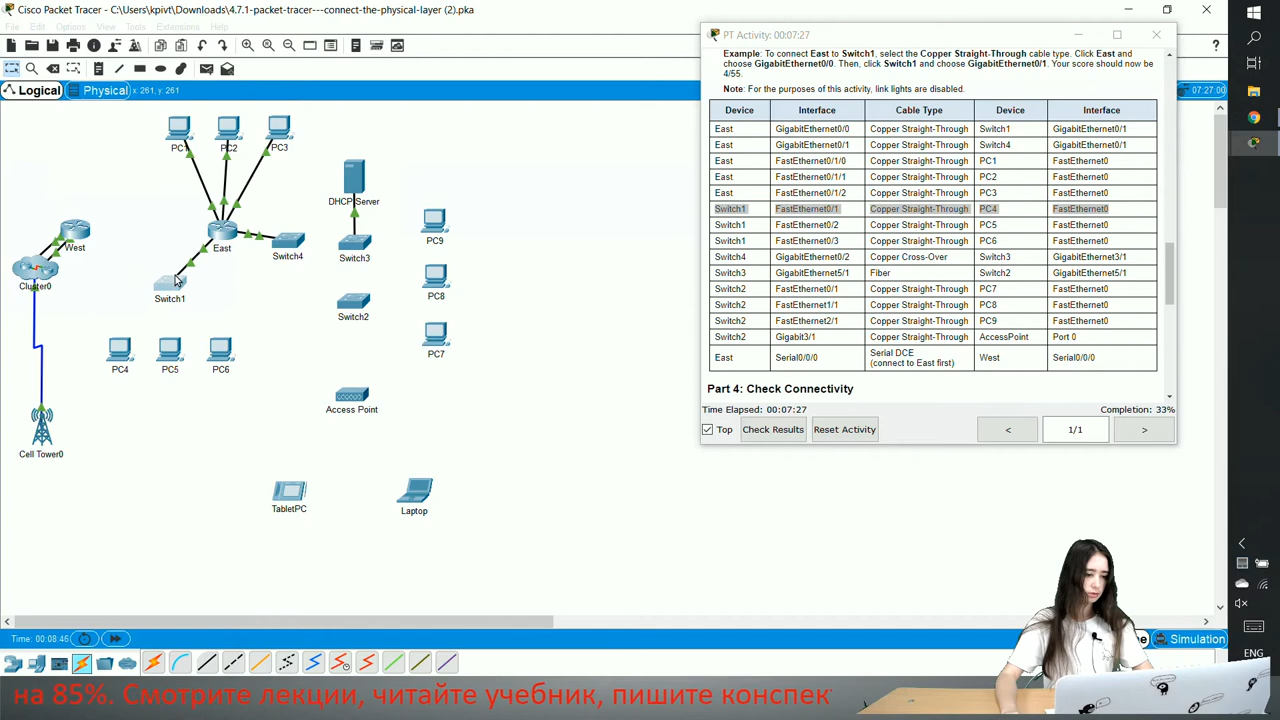 Cisco Packet Tracer - C:\Users\kpivt\Downloads\4.7.1-packet-tracer---connect-the-physical-layer (2).pka
File Edit Options View Tools Extensions Help
Logical Physical x: 261, y: 261
07:27:00
PT Activity: 00:07:27
Example: To connect East to Switch1, select the Copper Straight-Through cable type. Click East and
choose GigabitEthernet0/0. Then, click Switch1 and choose GigabitEthernet0/1. Your score should now be
4/55.
Note: For the purposes of this activity, link lights are disabled.
Device Interface Cable Type Device Interface
East GigabitEthernet0/0 Copper Straight-Through Switch1 GigabitEthernet0/1
East GigabitEthernet0/1 Copper Straight-Through Switch4 GigabitEthernet0/1
East FastEthernet0/1/0 Copper Straight-Through PC1 FastEthernet0
East FastEthernet0/1/1 Copper Straight-Through PC2 FastEthernet0
East FastEthernet0/1/2 Copper Straight-Through PC3 FastEthernet0
Switch1 FastEthernet0/1 Copper Straight-Through PC4 FastEthernet0
Switch1 FastEthernet0/2 Copper Straight-Through PC5 FastEthernet0
Switch1 FastEthernet0/3 Copper Straight-Through PC6 FastEthernet0
Switch4 GigabitEthernet0/2 Copper Cross-Over Switch3 GigabitEthernet3/1
Switch3 GigabitEthernet5/1 Fiber Switch2 GigabitEthernet5/1
Switch2 FastEthernet0/1 Copper Straight-Through PC7 FastEthernet0
Switch2 FastEthernet1/1 Copper Straight-Through PC8 FastEthernet0
Switch2 FastEthernet2/1 Copper Straight-Through PC9 FastEthernet0
Switch2 Gigabit3/1 Copper Straight-Through AccessPoint Port 0
East Serial0/0/0 Serial DCE (connect to East first) West Serial0/0/0
Part 4: Check Connectivity
Time Elapsed: 00:07:27 Completion: 33%
Top Check Results Reset Activity < 1/1 >
PC1 PC2 PC3
DHCP Server
West East Switch4 Switch3 PC9
Cluster0 Switch1 Switch2 PC8
PC4 PC5 PC6 PC7
Access Point
Cell Tower0
TabletPC Laptop
Time: 00:08:46
Simulation
ENG
на 85%. Смотрите лекции, читайте учебник, пишите конспек